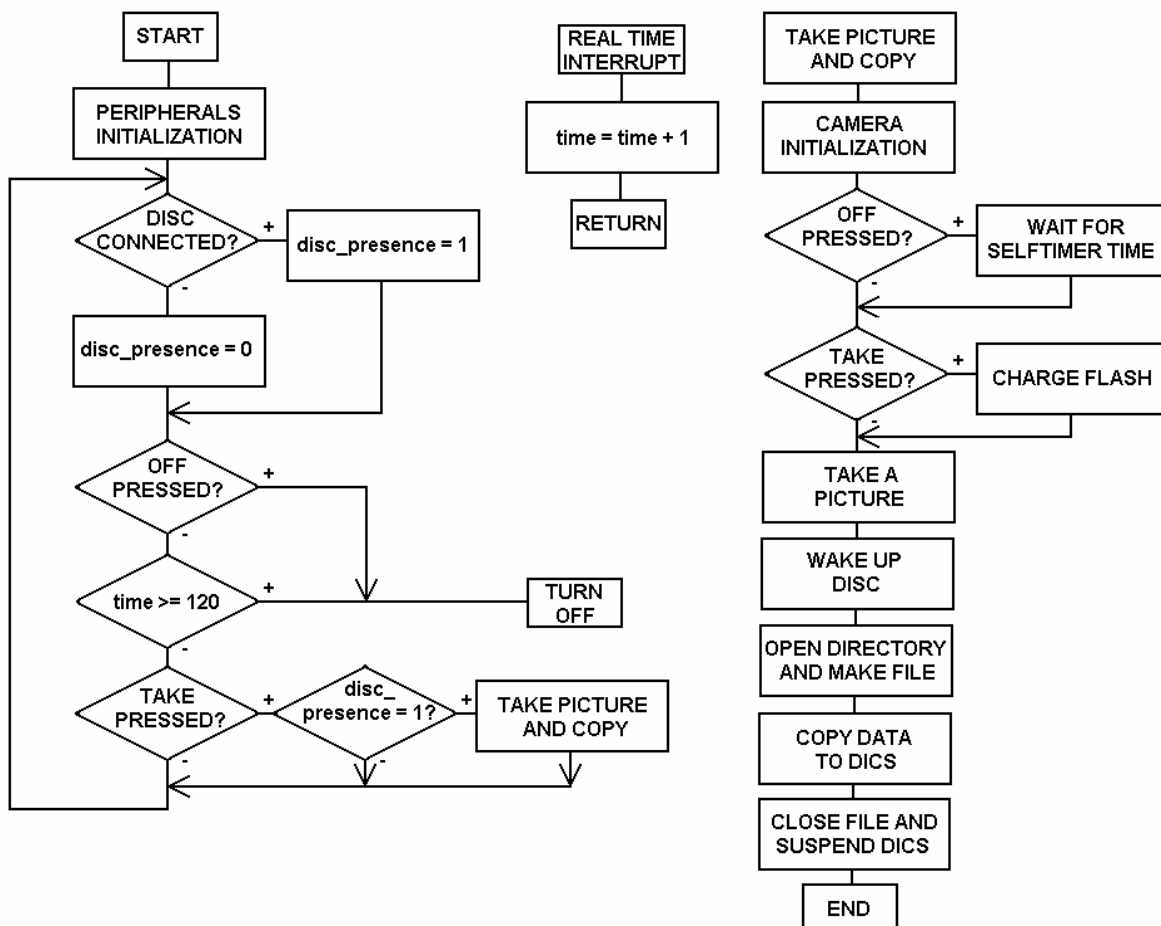 START
PERIPHERALS
INITIALIZATION
DISC
CONNECTED?
+
disc_presence = 1
-
disc_presence = 0
OFF
PRESSED?
+
-
time >= 120
+
TURN
OFF
-
TAKE
PRESSED?
+
disc_
presence = 1?
+
TAKE PICTURE
AND COPY
-
-
REAL TIME
INTERRUPT
time = time + 1
RETURN
TAKE PICTURE
AND COPY
CAMERA
INITIALIZATION
OFF
PRESSED?
+
WAIT FOR
SELFTIMER TIME
-
TAKE
PRESSED?
+
CHARGE FLASH
-
TAKE A
PICTURE
WAKE UP
DISC
OPEN DIRECTORY
AND MAKE FILE
COPY DATA
TO DICS
CLOSE FILE AND
SUSPEND DICS
END